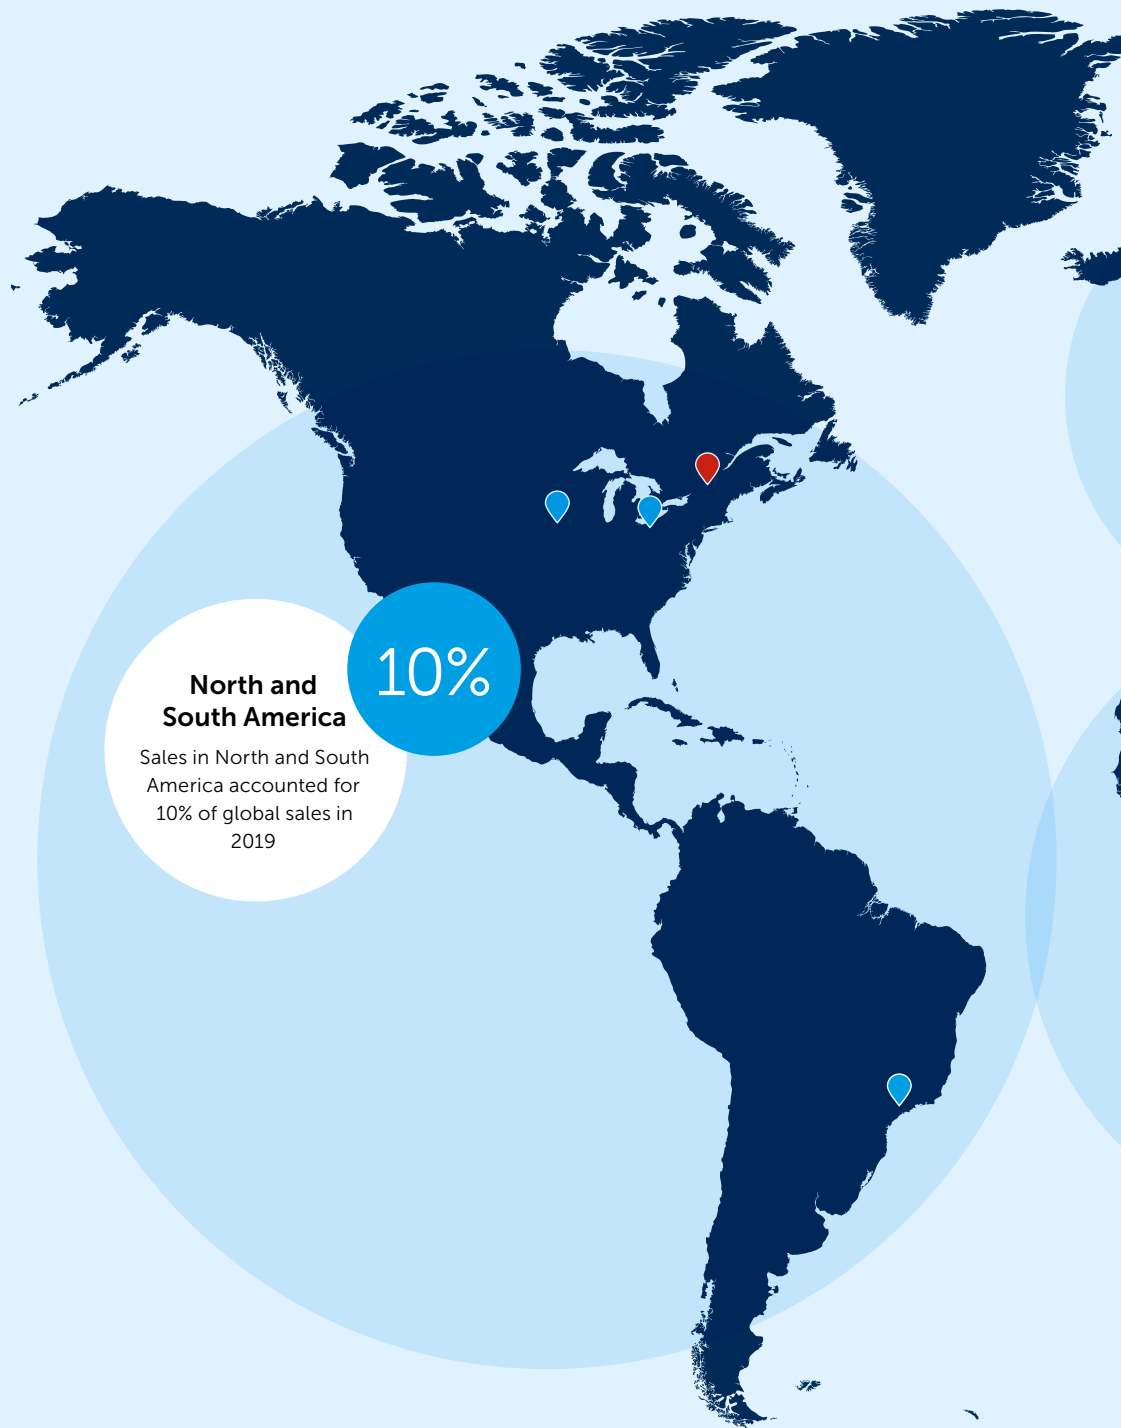 10%
North and
South America
Sales in North and South
America accounted for
10% of global sales in
2019